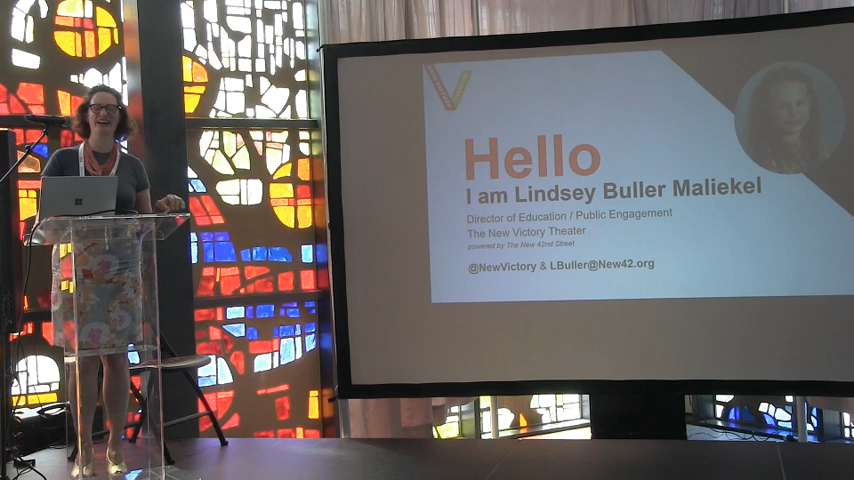 Hello
I am Lindsey Buller Maliekel
Director of Education / Public Engagement
The New Victory Theater
powered by The New 42nd Street
@NewVictory & LBuller@New42.org